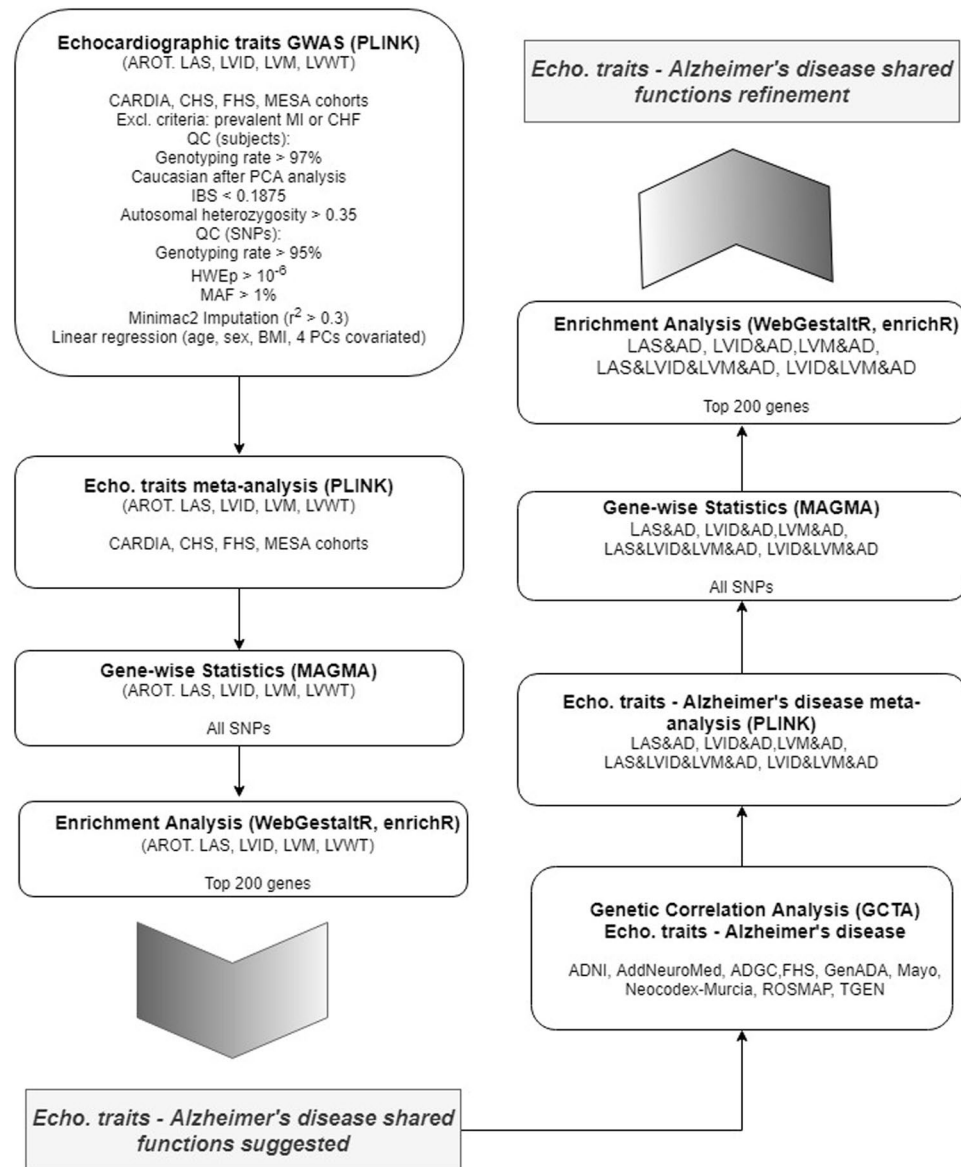 Echocardiographic traits GWAS (PLINK)
(AROT. LAS, LVID, LVM, LVWT)
CARDIA, CHS, FHS, MESA cohorts
Excl. criteria: prevalent MI or CHF
QC (subjects):
Genotyping rate > 97%
Caucasian after PCA analysis
IBS < 0.1875
Autosomal heterozygosity > 0.35
QC (SNPs):
Genotyping rate > 95%
HWEp > 10-6
MAF > 1%
Minimac2 Imputation (r2 > 0.3)
Linear regression (age, sex, BMI, 4 PCs covariated)
Echo. traits meta-analysis (PLINK)
(AROT. LAS, LVID, LVM, LVWT)
CARDIA, CHS, FHS, MESA cohorts
Gene-wise Statistics (MAGMA)
(AROT. LAS, LVID, LVM, LVWT)
All SNPs
Enrichment Analysis (WebGestaltR, enrichR)
(AROT. LAS, LVID, LVM, LVWT)
Top 200 genes
Echo. traits - Alzheimer's disease shared
functions suggested
Genetic Correlation Analysis (GCTA)
Echo. traits - Alzheimer's disease
ADNI, AddNeuroMed, ADGC,FHS, GenADA, Mayo,
Neocodex-Murcia, ROSMAP, TGEN
Echo. traits - Alzheimer's disease meta-
analysis (PLINK)
LAS&AD, LVID&AD,LVM&AD,
LAS&LVID&LVM&AD, LVID&LVM&AD
Gene-wise Statistics (MAGMA)
LAS&AD, LVID&AD,LVM&AD,
LAS&LVID&LVM&AD, LVID&LVM&AD
All SNPs
Enrichment Analysis (WebGestaltR, enrichR)
LAS&AD, LVID&AD,LVM&AD,
LAS&LVID&LVM&AD, LVID&LVM&AD
Top 200 genes
Echo. traits - Alzheimer's disease shared
functions refinement